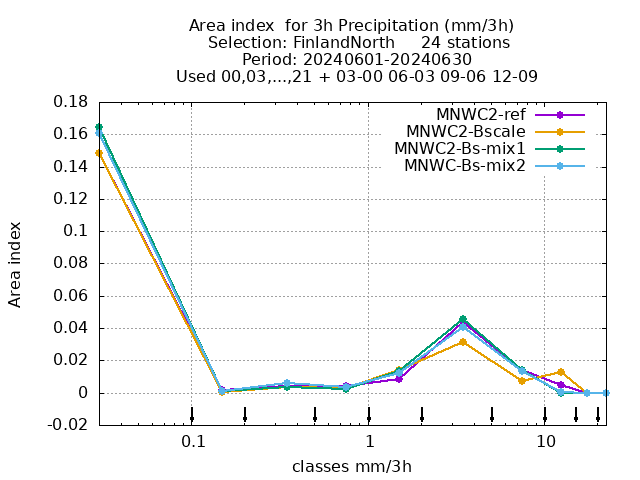 Area index  for 3h Precipitation (mm/3h)
Selection: FinlandNorth     24 stations
Period: 20240601-20240630
Used 00,03,...,21 + 03-00 06-03 09-06 12-09
MNWC2-ref
MNWC2-Bscale
MNWC2-Bs-mix1
MNWC-Bs-mix2
0.18
0.16
0.14
0.12
0.1
0.08
0.06
0.04
0.02
0
-0.02
Area index
0.1 1 10
classes mm/3h